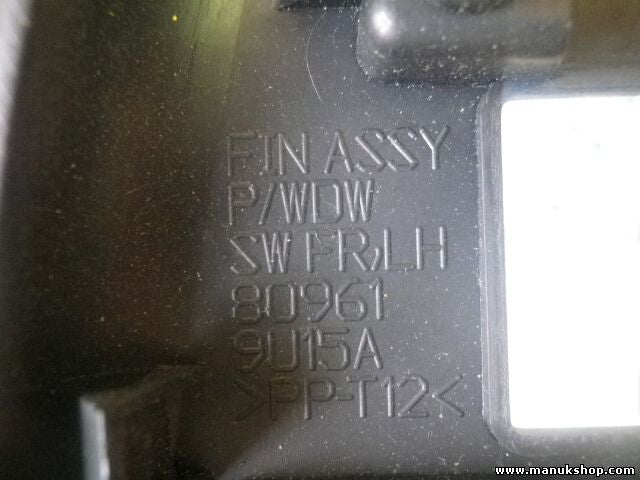 FIN ASSY
P/WDW
SW FR,LH
80961
9U15A
>PP-T12<
www.manukshop.com